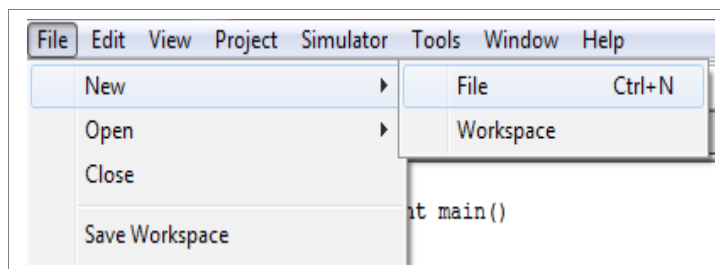 File Edit View Project Simulator Tools Window Help
New File Ctrl+N
Open Workspace
Close
nt main()
Save Workspace